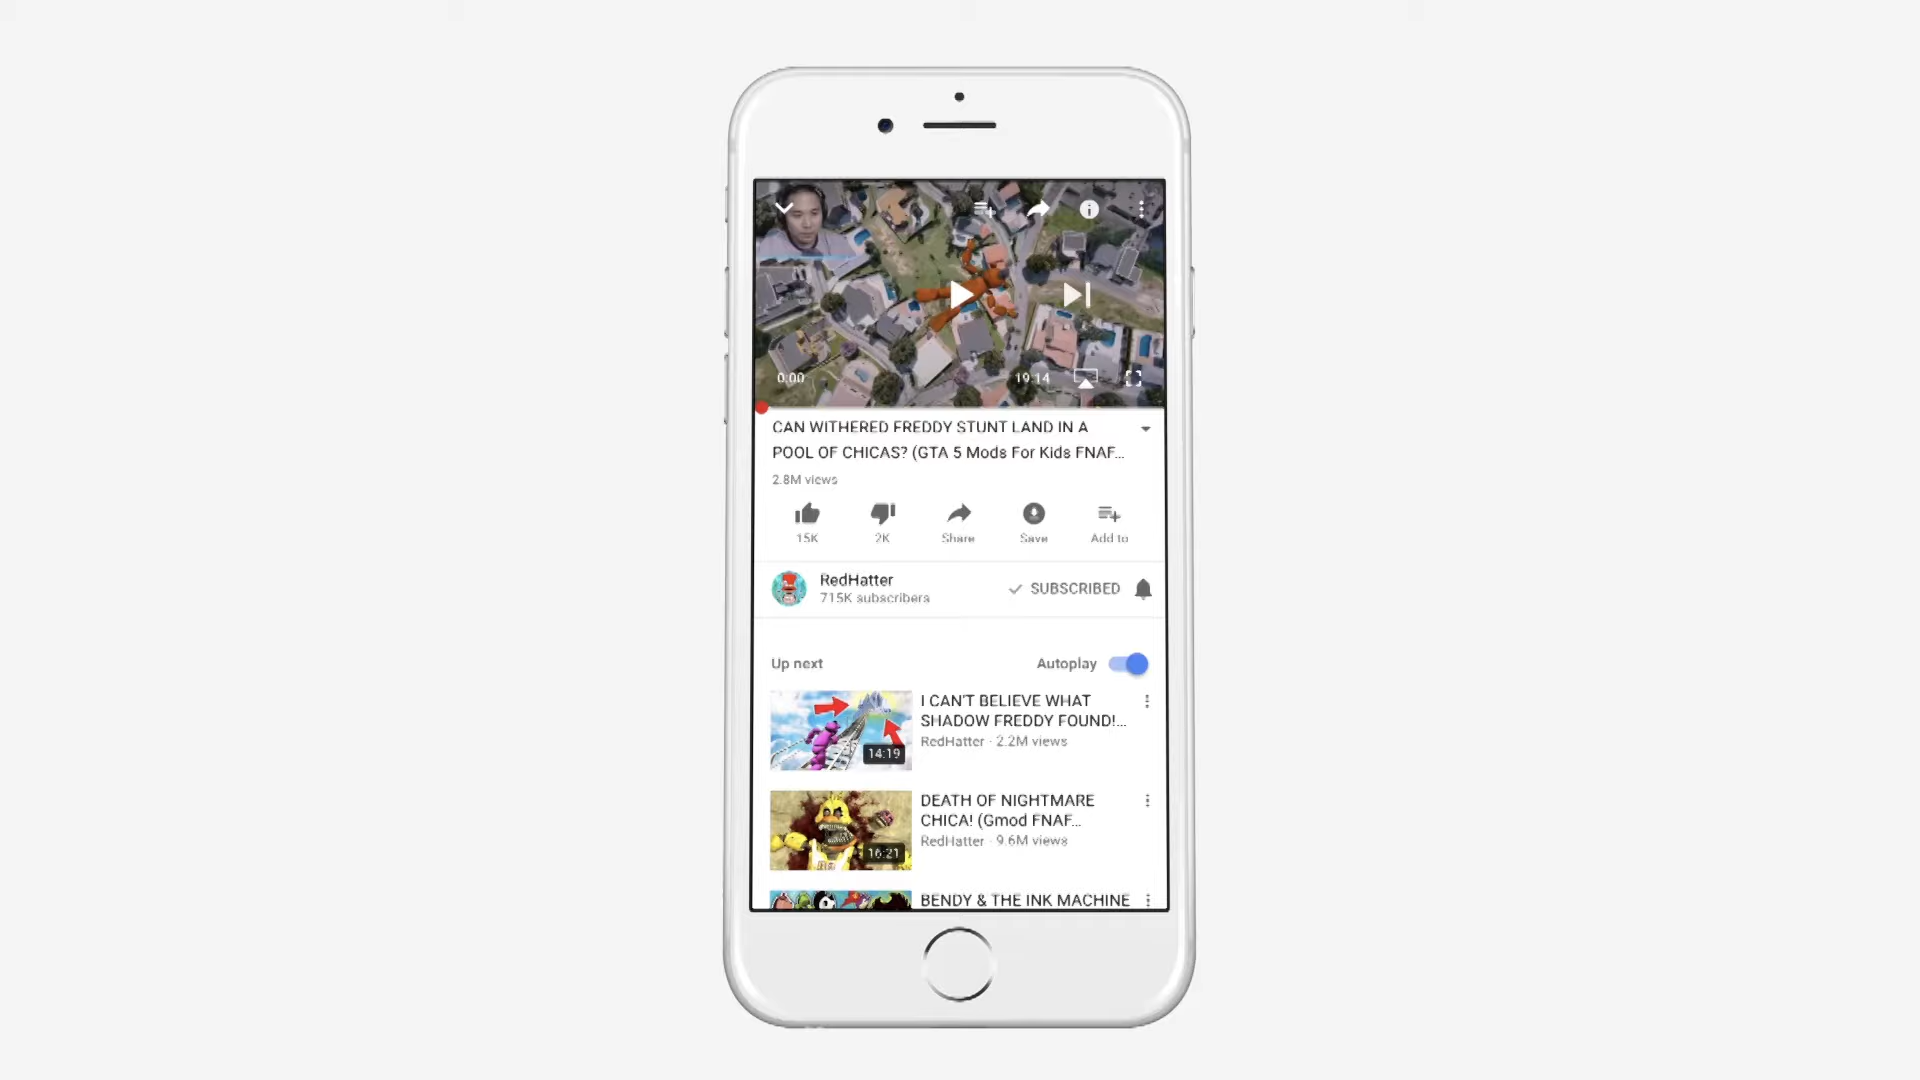 0:00
19:14
CAN WITHERED FREDDY STUNT LAND IN A
POOL OF CHICAS? (GTA 5 Mods For Kids FNAF...
2.8M views
15K
2K
Share
Save
Add to
RedHatter
715K subscribers
SUBSCRIBED
Up next
Autoplay
14:19
I CAN'T BELIEVE WHAT
SHADOW FREDDY FOUND!...
RedHatter · 2.2M views
16:21
DEATH OF NIGHTMARE
CHICA! (Gmod FNAF...
RedHatter · 9.6M views
BENDY & THE INK MACHINE